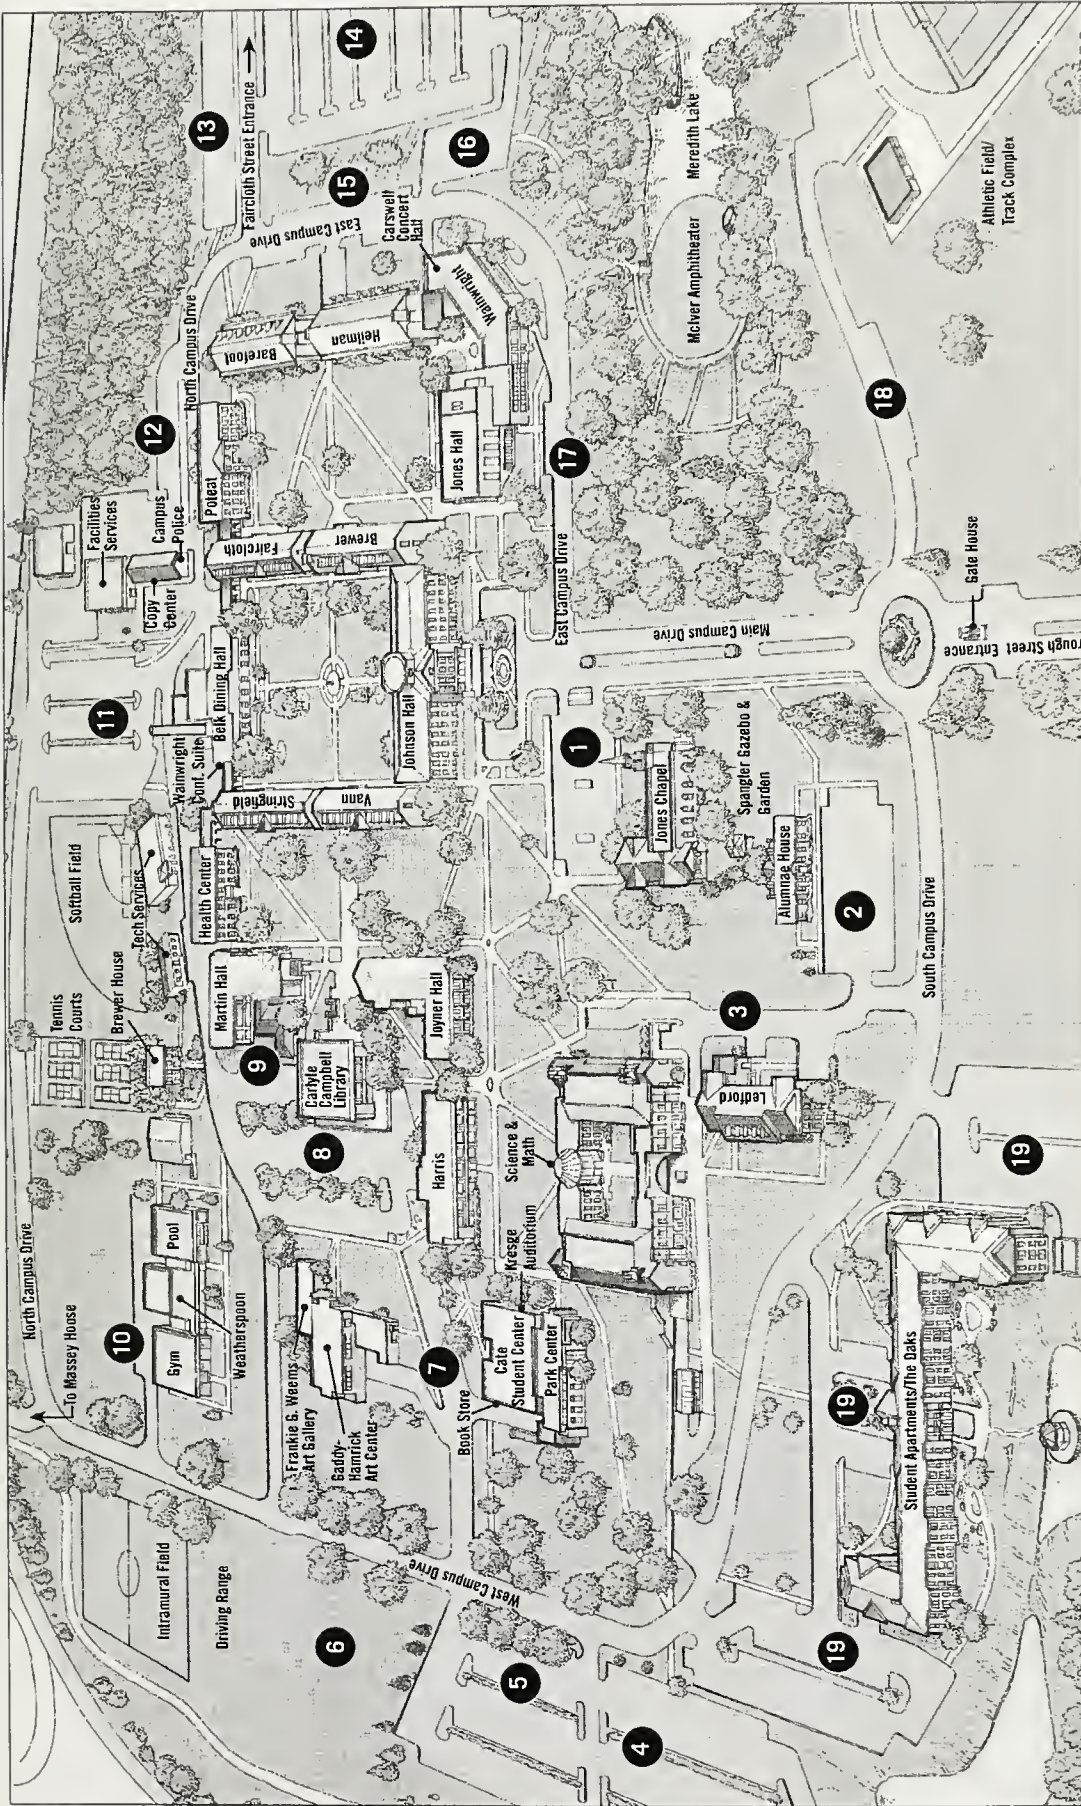 To Massey House
North Campus Drive
Intramural Field
Driving Range
6
5
4
West Campus Drive
10
Gym
Pool
Weatherspoon
Tennis
Courts
Brewer House
Softball Field
Tech Services
Frankie G. Weems
Art Gallery
Gaddy-
Hamrick
Art Center
7
Book Store
8
9
Martin Hall
Carlyle
Campbell
Library
Joyner Hall
Harris
Health Center
Cate
Student Center
Park Center
Kresge
Auditorium
Science &
Math
Ledford
3
19
Student Apartments/The Oaks
19
19
11
Wainwright
Conf. Suite
Belk Dining Hall
Stringfield
Vann
Johnson Hall
Facilities
Services
Copy
Center
Campus
Police
12
North Campus Drive
Poteat
Faircloth
Brewer
Barefoot
Heilman
Jones Hall
Wainwright
Carswell
Concert
Hall
13
Faircloth Street Entrance
14
15
East Campus Drive
16
17
East Campus Drive
1
Jones Chapel
Spangler Gazebo &
Garden
Alumnae House
2
South Campus Drive
Main Campus Drive
Gate House
rough Street Entrance
McIver Amphitheater
Meredith Lake
18
Athletic Field/
Track Complex